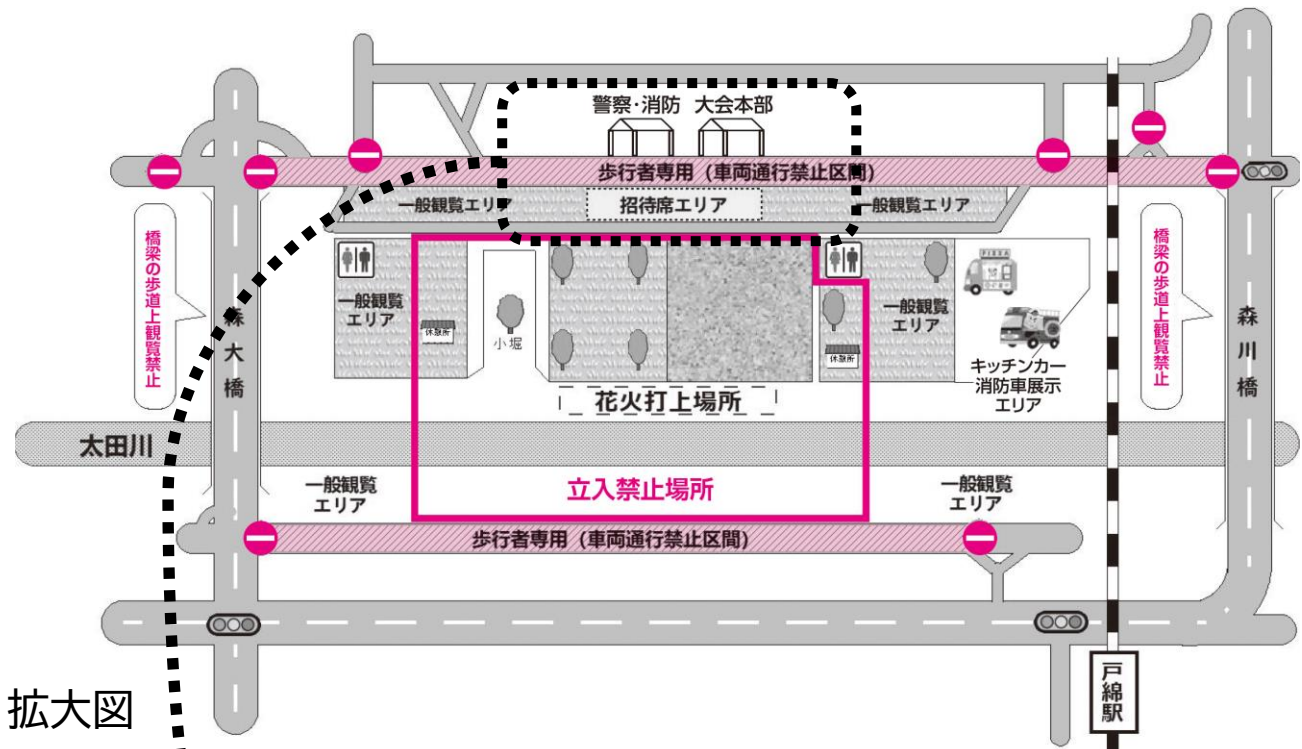 警察・消防 大会本部
歩行者専用（車両通行禁止区間）
一般観覧エリア
招待席エリア
一般観覧エリア
橋梁の歩道上観覧禁止
森大橋
一般観覧
エリア
休憩所
小堀
休憩所
一般観覧
エリア
PIZZA
キッチンカー
消防車展示
エリア
橋梁の歩道上観覧禁止
森川橋
花火打上場所
太田川
一般観覧
エリア
立入禁止場所
一般観覧
エリア
歩行者専用（車両通行禁止区間）
戸綿駅
拡大図